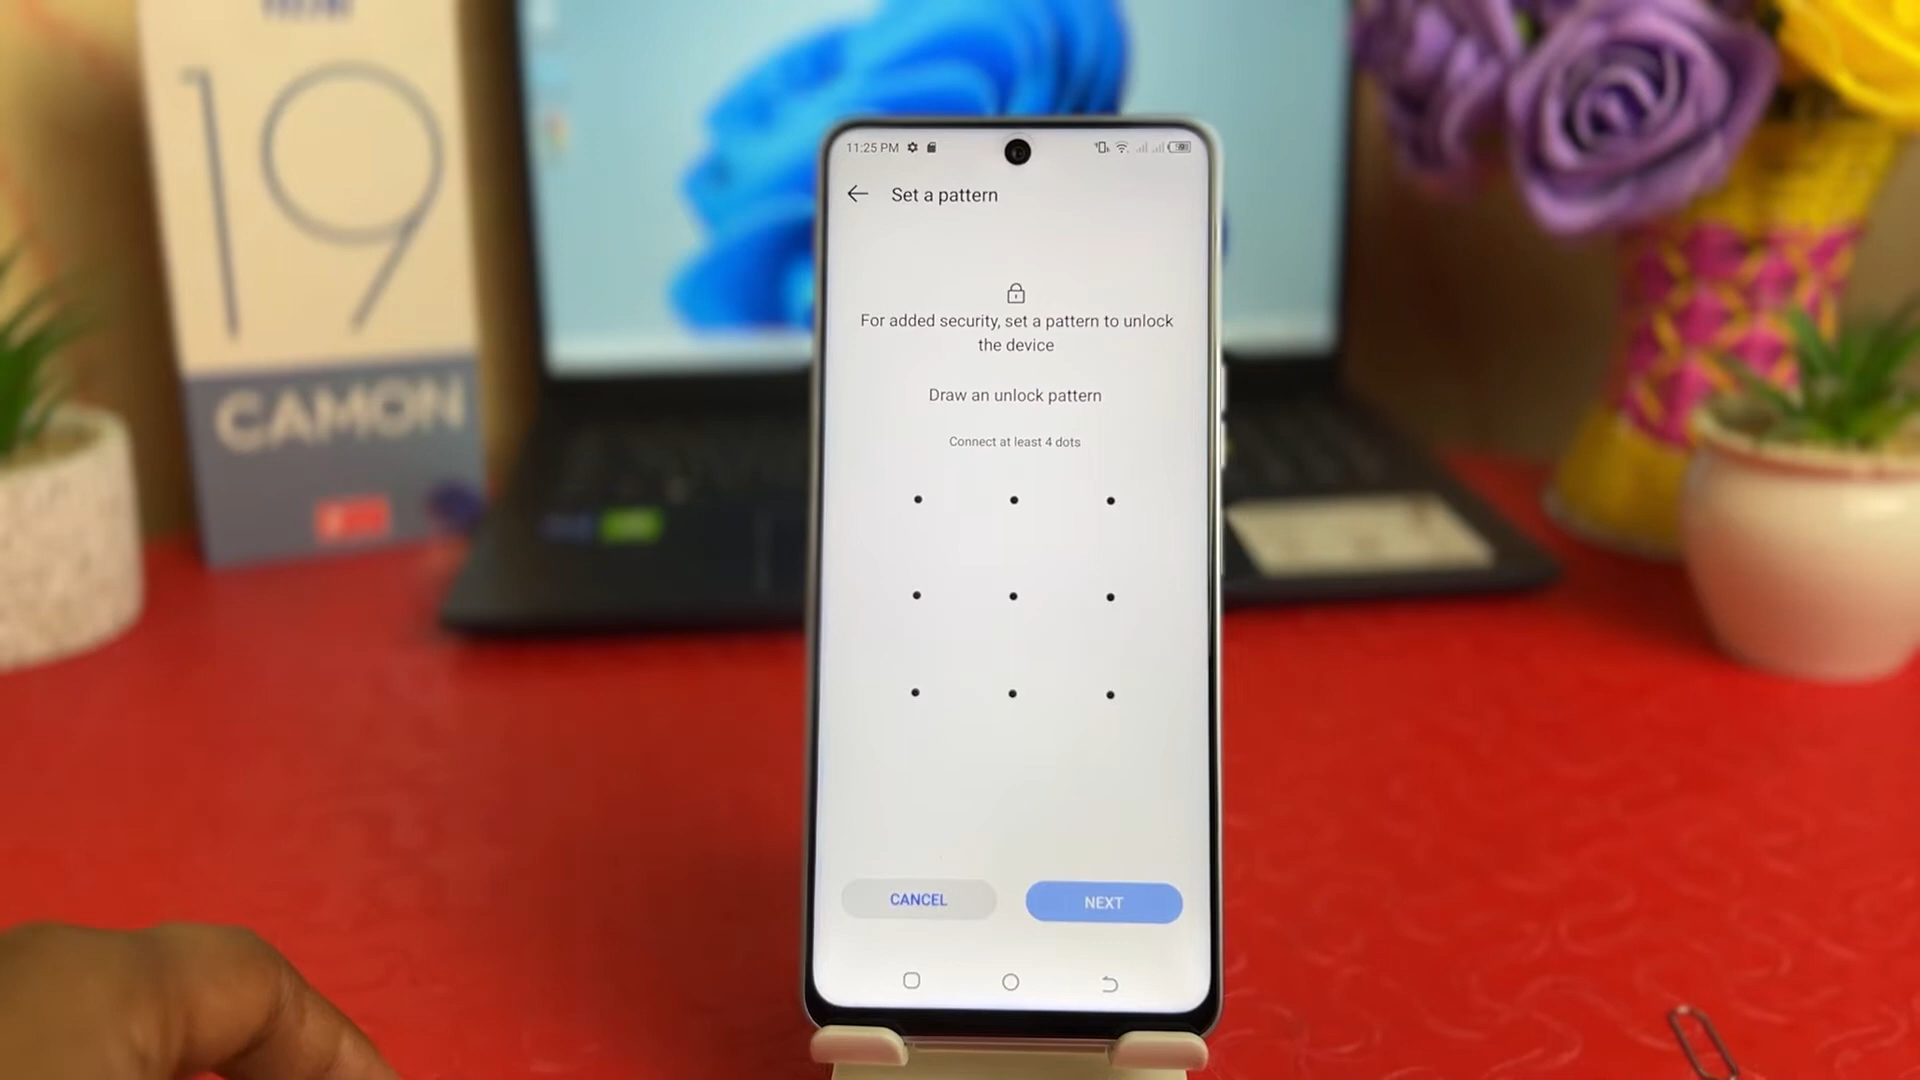 19
CAMON
11:25 PM
Set a pattern
For added security, set a pattern to unlock
the device
Draw an unlock pattern
Connect at least 4 dots
CANCEL
NEXT